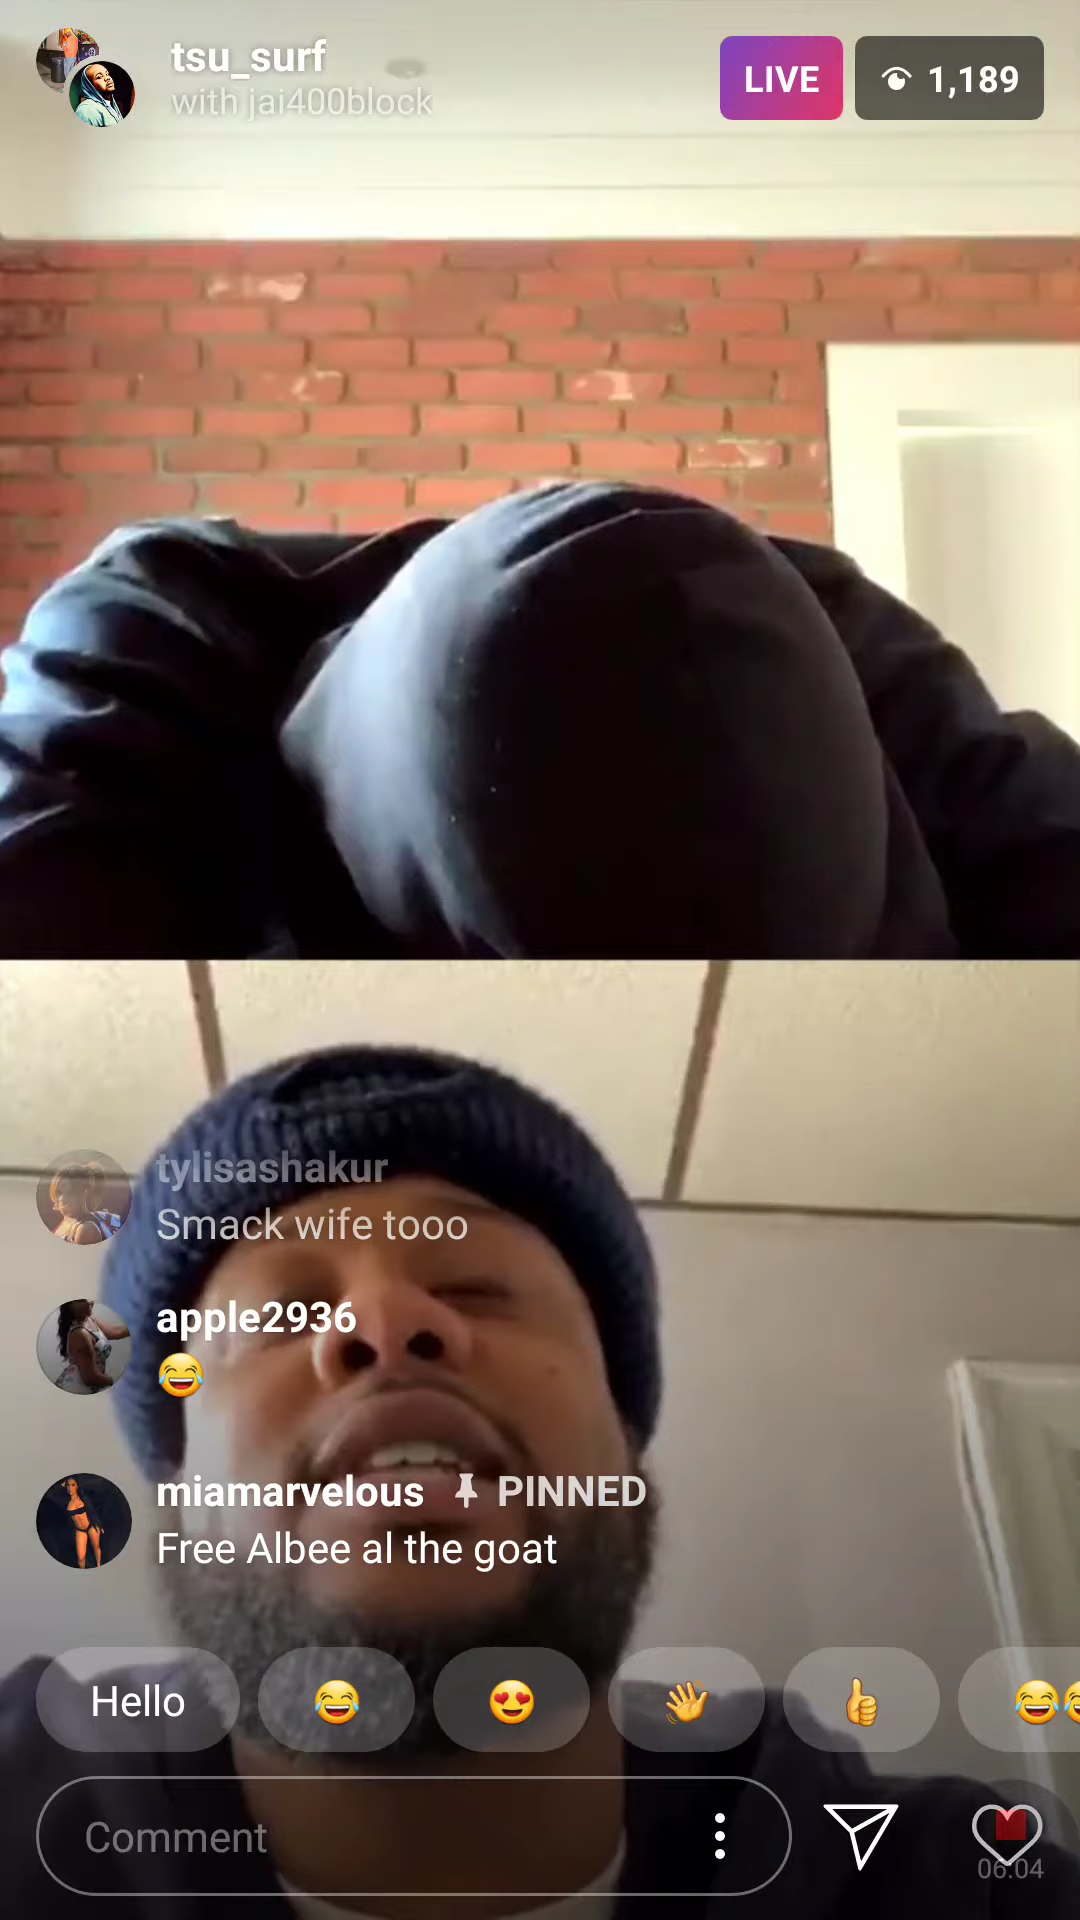 tsu_surf
with jai400block
LIVE
1,189
tylisashakur
Smack wife tooo
apple2936
😂
miamarvelous PINNED
Free Albee al the goat
Hello 😂 😍 👋 👍 😂
Comment
06:04